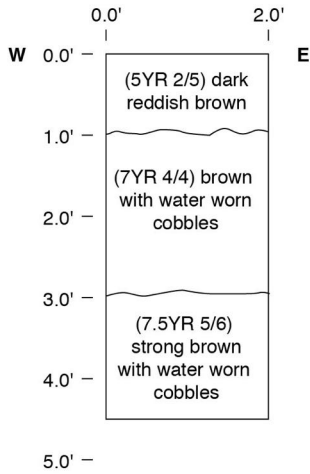 0.0' 2.0'
W 0.0' E
(5YR 2/5) dark
reddish brown
1.0'
(7YR 4/4) brown
with water worn
2.0'
cobbles
3.0'
(7.5YR 5/6)
strong brown
with water worn
4.0'
cobbles
5.0'